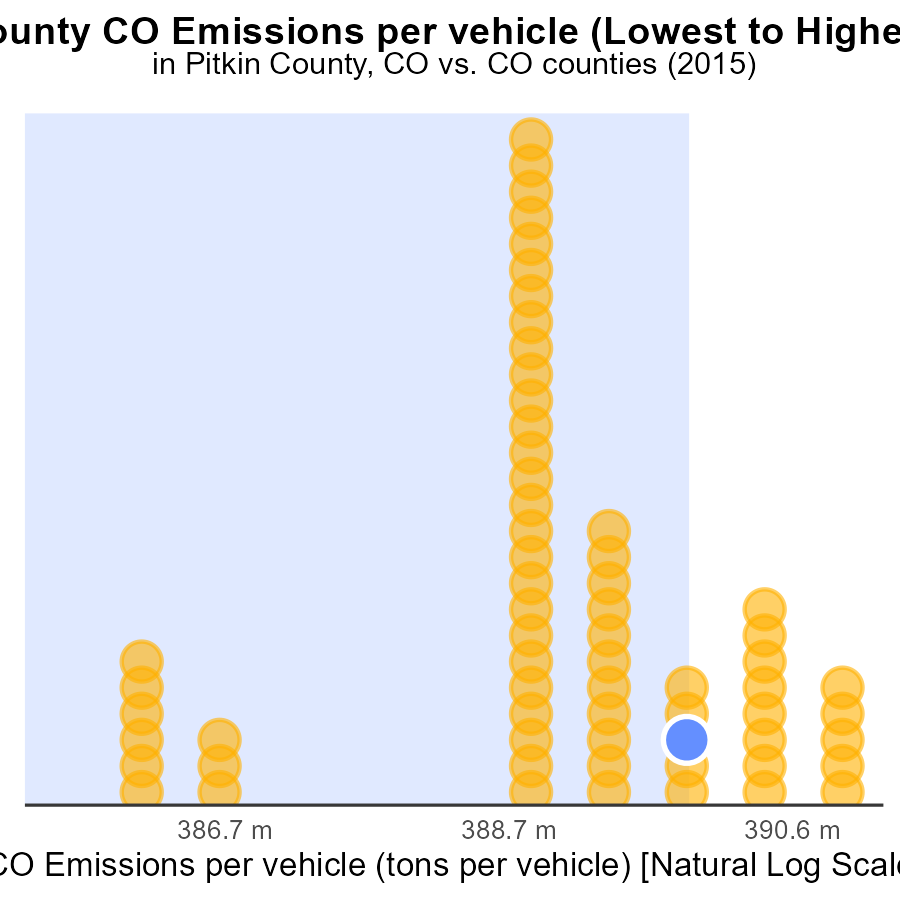 ounty CO Emissions per vehicle (Lowest to Highe
in Pitkin County, CO vs. CO counties (2015)
386.7 m 388.7 m 390.6 m
CO Emissions per vehicle (tons per vehicle) [Natural Log Scale